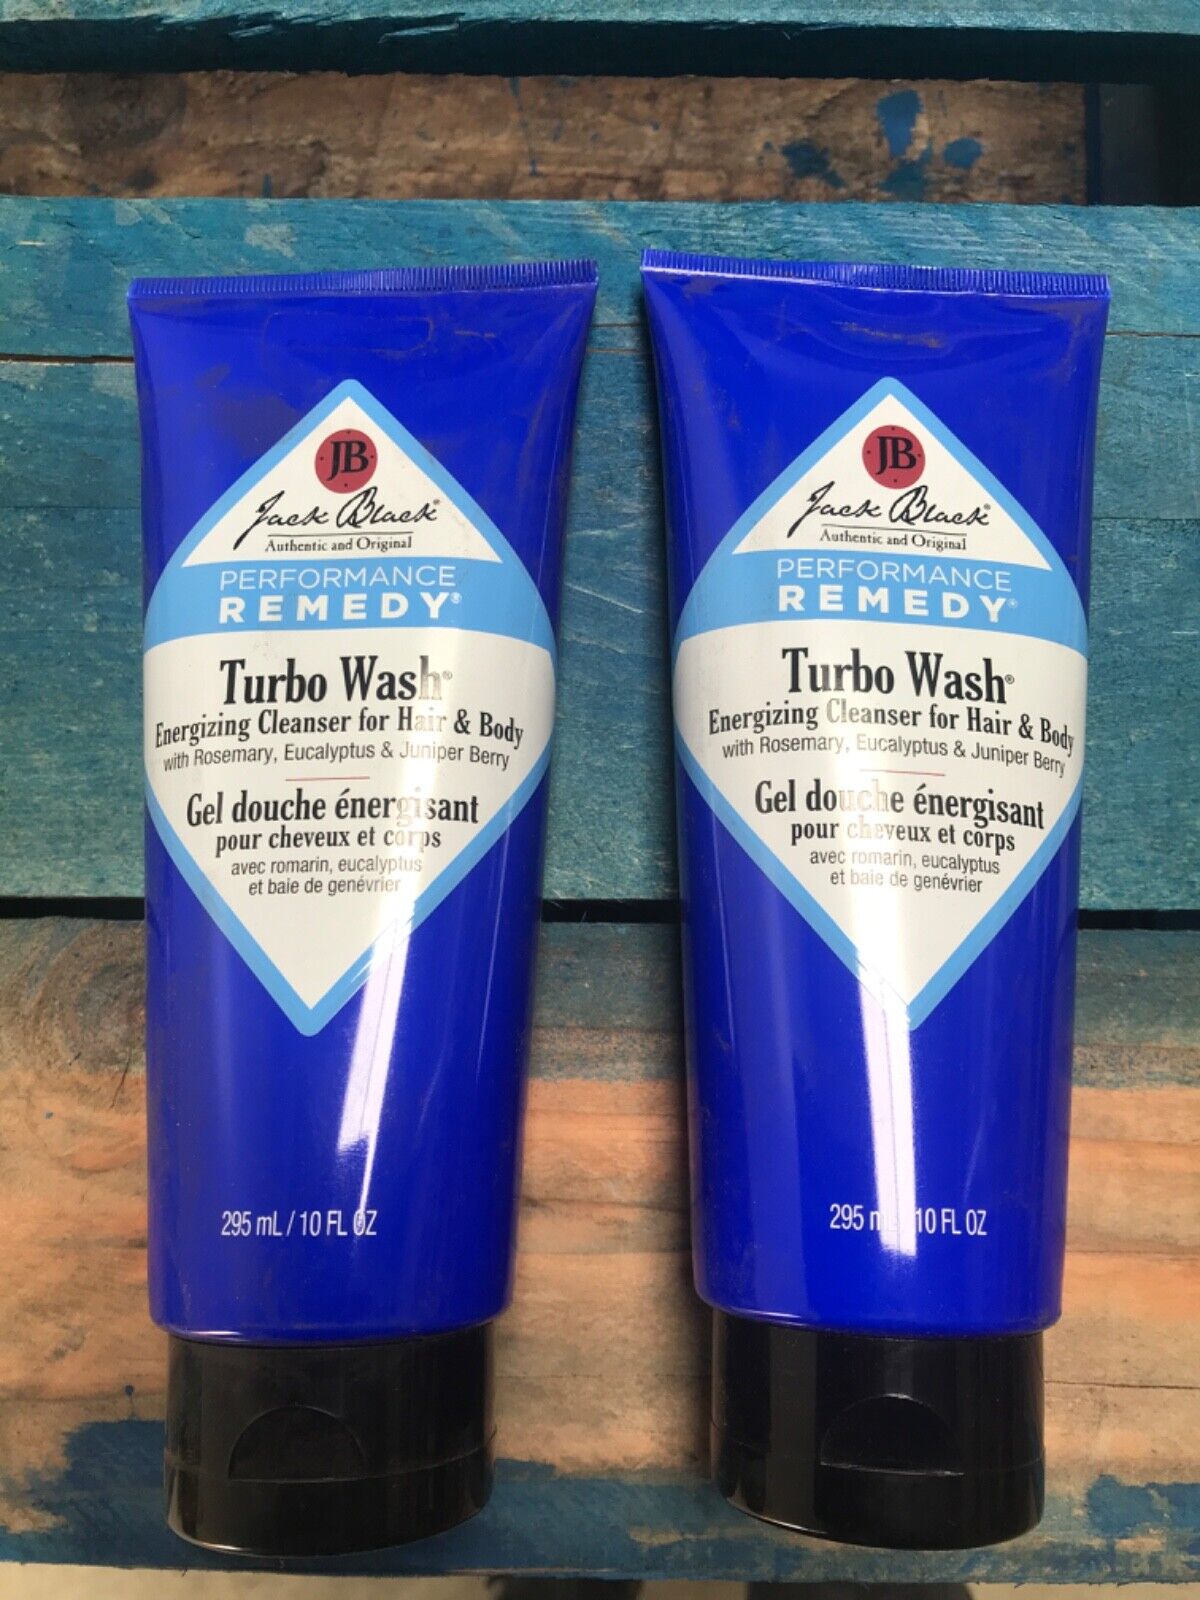 JB
Jack Black®
Authentic and Original
PERFORMANCE
REMEDY®
Turbo Wash®
Energizing Cleanser for Hair & Body
with Rosemary, Eucalyptus & Juniper Berry
Gel douche énergisant
pour cheveux et corps
avec romarin, eucalyptus
et baie de genévrier
295 mL / 10 FL OZ
JB
Jack Black®
Authentic and Original
PERFORMANCE
REMEDY®
Turbo Wash®
Energizing Cleanser for Hair & Body
with Rosemary, Eucalyptus & Juniper Berry
Gel douche énergisant
pour cheveux et corps
avec romarin, eucalyptus
et baie de genévrier
295 mL / 10 FL OZ